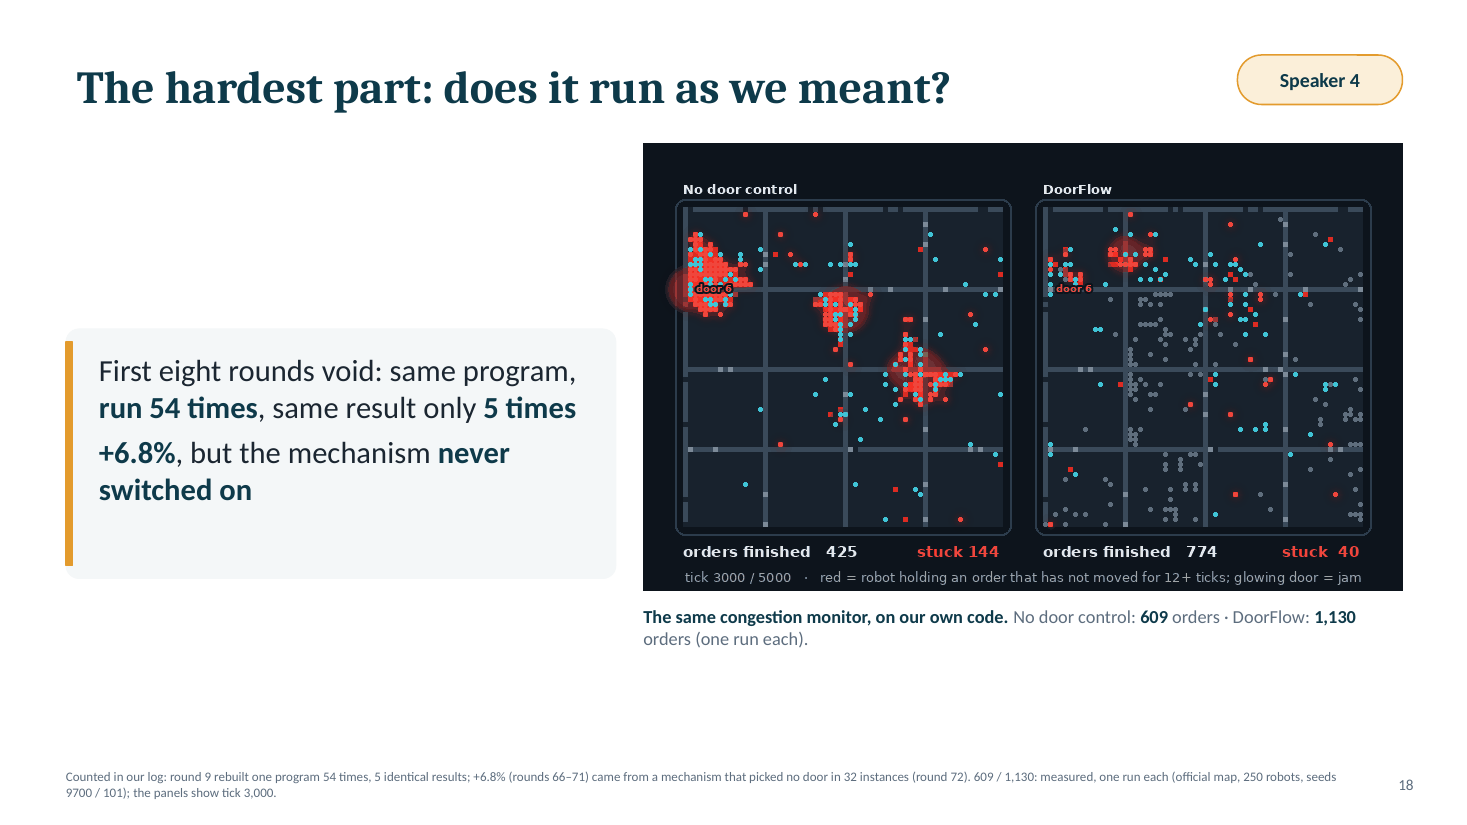 The hardest part: does it run as we meant?
Speaker 4
First eight rounds void: same program,
run 54 times, same result only 5 times
+6.8%, but the mechanism never
switched on
No door control
door 6
orders finished 425
stuck 144
DoorFlow
door 6
orders finished 774
stuck 40
tick 3000 / 5000 · red = robot holding an order that has not moved for 12+ ticks; glowing door = jam
The same congestion monitor, on our own code. No door control: 609 orders · DoorFlow: 1,130
orders (one run each).
Counted in our log: round 9 rebuilt one program 54 times, 5 identical results; +6.8% (rounds 66–71) came from a mechanism that picked no door in 32 instances (round 72). 609 / 1,130: measured, one run each (official map, 250 robots, seeds
9700 / 101); the panels show tick 3,000.
18